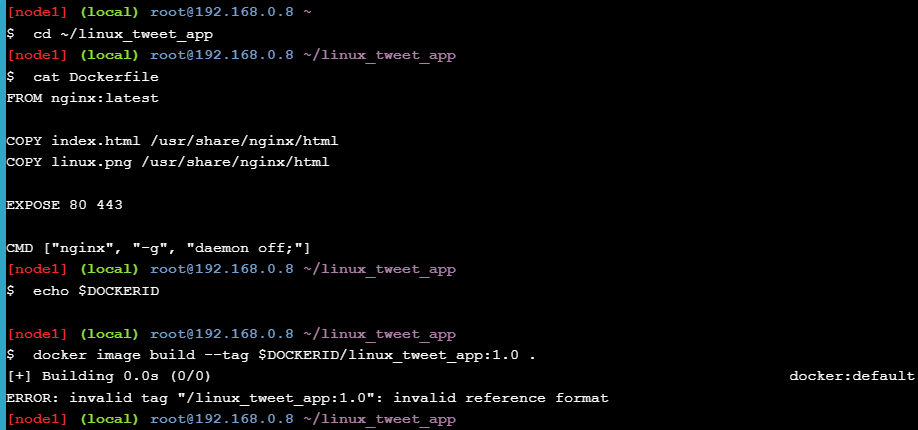 [node1] (local) root@192.168.0.8 ~
$ cd ~/linux_tweet_app
[node1] (local) root@192.168.0.8 ~/linux_tweet_app
$ cat Dockerfile
FROM nginx:latest
COPY index.html /usr/share/nginx/html
COPY linux.png /usr/share/nginx/html
EXPOSE 80 443
CMD ["nginx", "-g", "daemon off;"]
[node1] (local) root@192.168.0.8 ~/linux_tweet_app
$ echo $DOCKERID
[node1] (local) root@192.168.0.8 ~/linux_tweet_app
$ docker image build --tag $DOCKERID/linux_tweet_app:1.0 .
[+] Building 0.0s (0/0) docker:default
ERROR: invalid tag "/linux_tweet_app:1.0": invalid reference format
[node1] (local) root@192.168.0.8 ~/linux_tweet_app